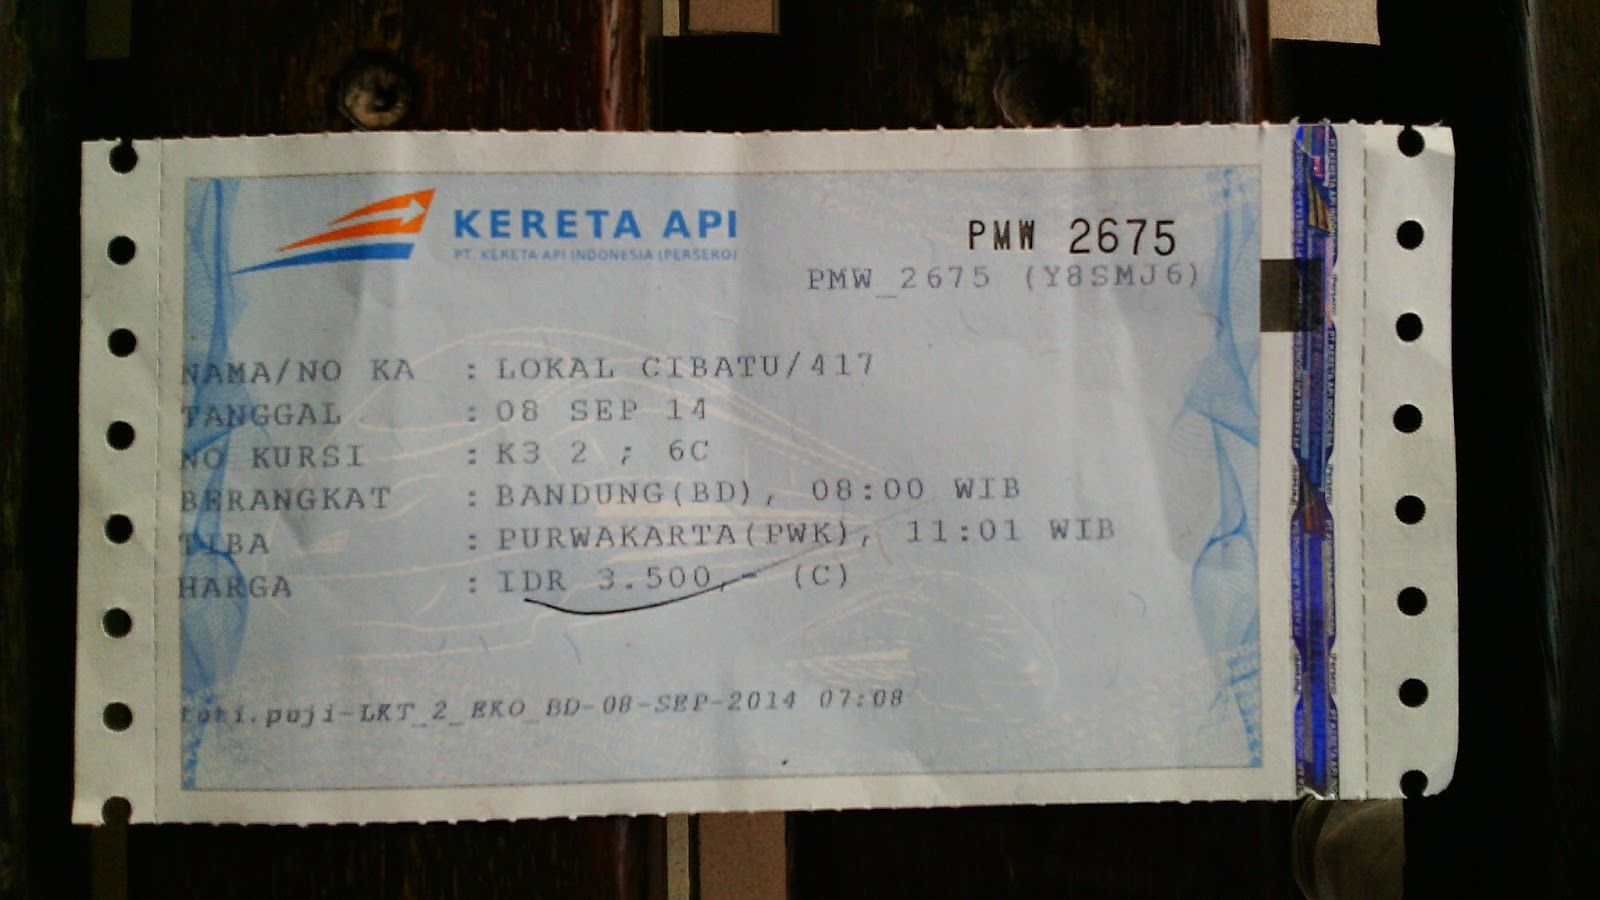 KERETA API
PT. KERETA API INDONESIA (PERSERO)
PMW 2675
PMW_2675 (Y8SMJ6)
NAMA/NO KA : LOKAL CIBATU/417
TANGGAL : 08 SEP 14
NO KURSI : K3 2 ; 6C
BERANGKAT : BANDUNG(BD), 08:00 WIB
TIBA : PURWAKARTA(PWK), 11:01 WIB
HARGA : IDR 3.500,- (C)
tuti.puji-LKT_2_EKO_BD-08-SEP-2014 07:08